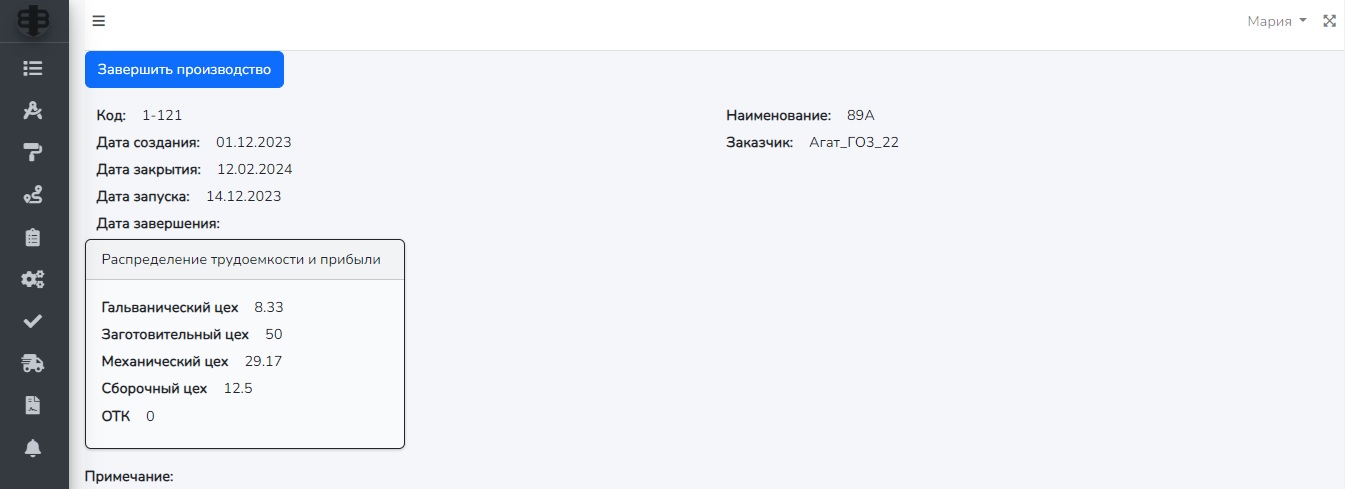 Мария
Завершить производство
Код: 1-121
Наименование: 89А
Дата создания: 01.12.2023
Заказчик: Агат_ГОЗ_22
Дата закрытия: 12.02.2024
Дата запуска: 14.12.2023
Дата завершения:
Распределение трудоемкости и прибыли
Гальванический цех 8.33
Заготовительный цех 50
Механический цех 29.17
Сборочный цех 12.5
ОТК 0
Примечание: